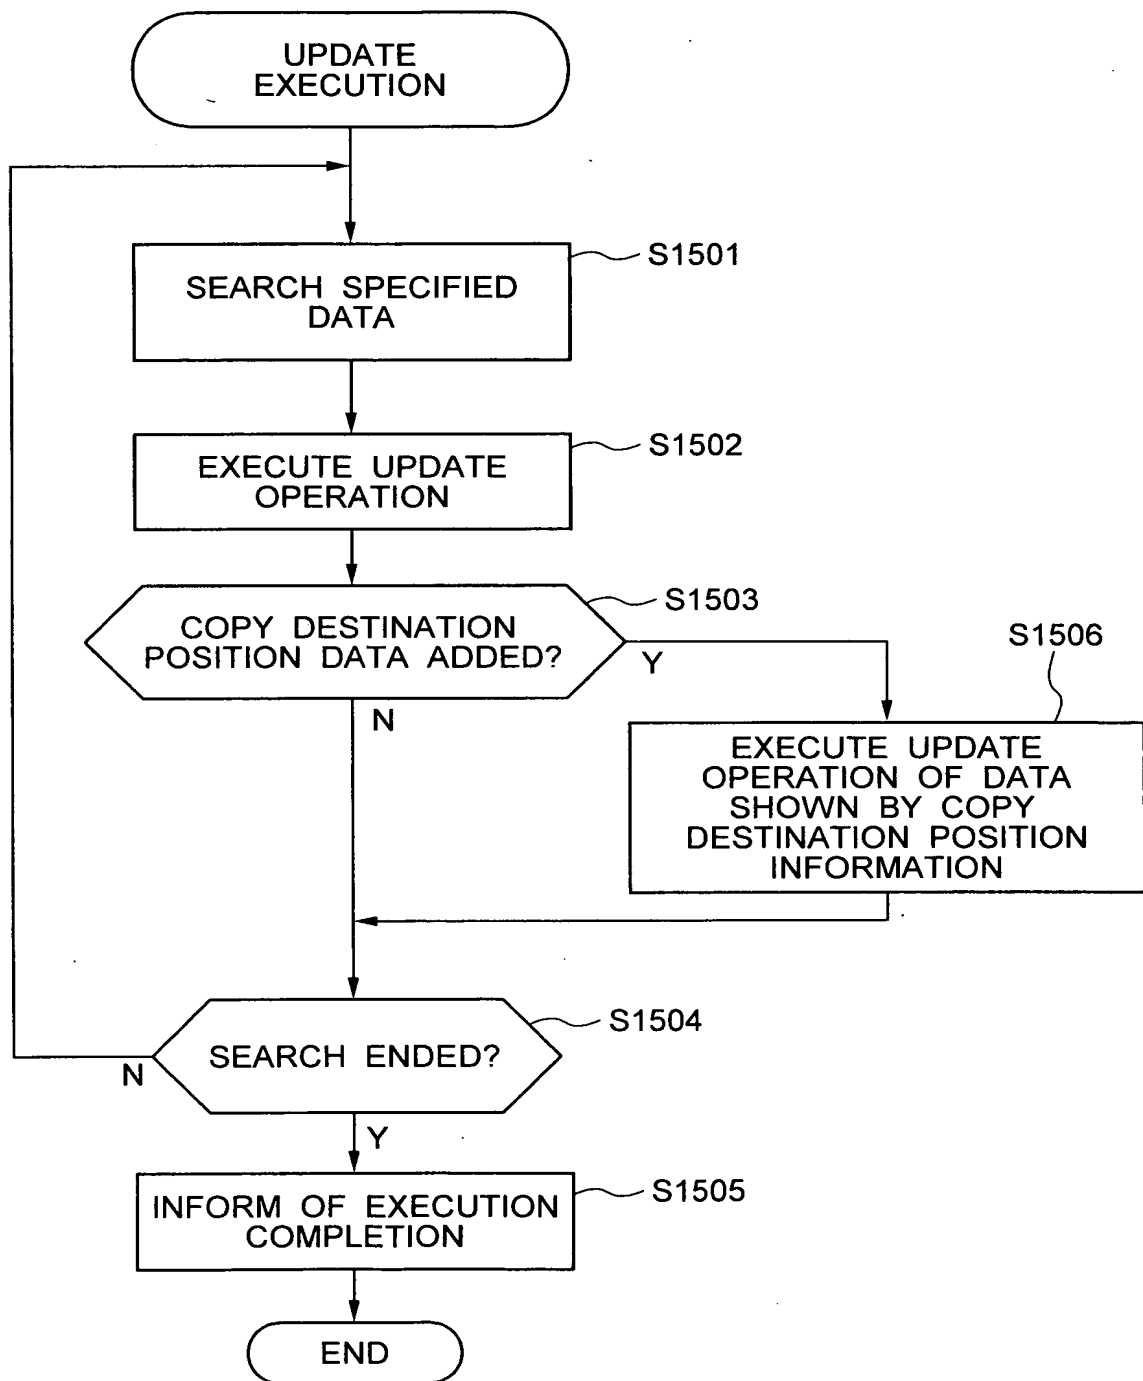 UPDATE
EXECUTION
S1501
SEARCH SPECIFIED
DATA
S1502
EXECUTE UPDATE
OPERATION
S1503
COPY DESTINATION
POSITION DATA ADDED?
Y
N
S1506
EXECUTE UPDATE
OPERATION OF DATA
SHOWN BY COPY
DESTINATION POSITION
INFORMATION
S1504
SEARCH ENDED?
N
Y
S1505
INFORM OF EXECUTION
COMPLETION
END